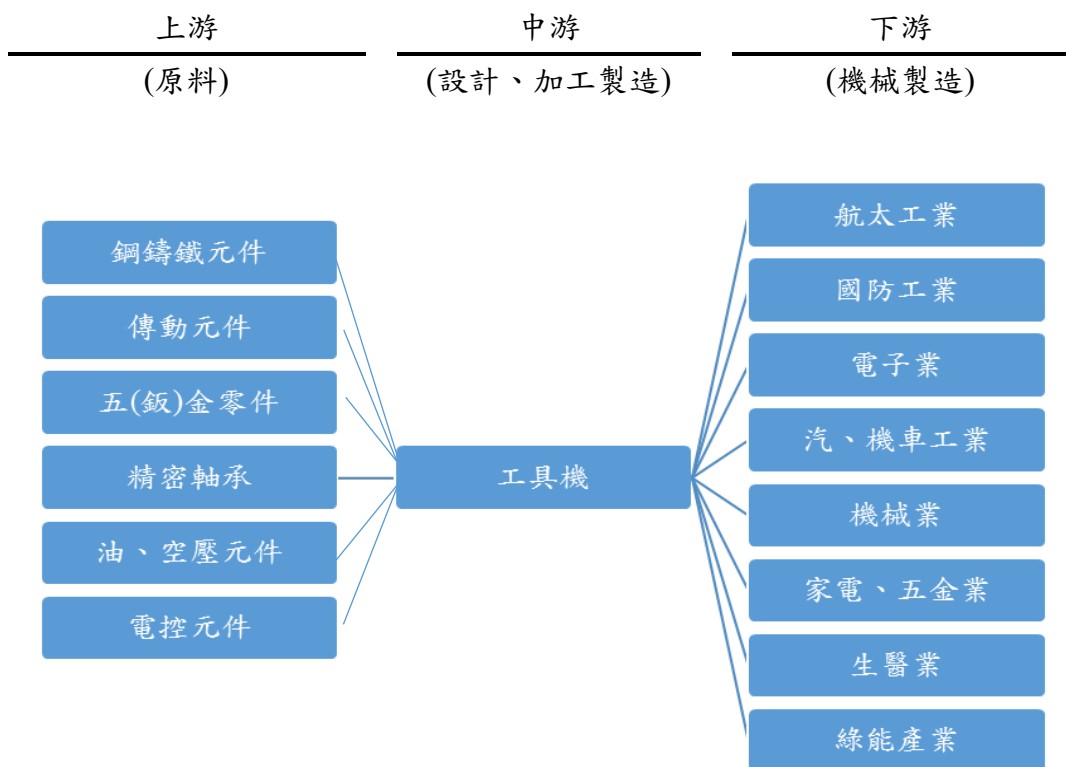 上游
中游
下游
(原料)
(設計、加工製造)
(機械製造)
鋼鑄鐵元件
傳動元件
五(鈑)金零件
精密軸承
油、空壓元件
電控元件
工具機
航太工業
國防工業
電子業
汽、機車工業
機械業
家電、五金業
生醫業
綠能產業